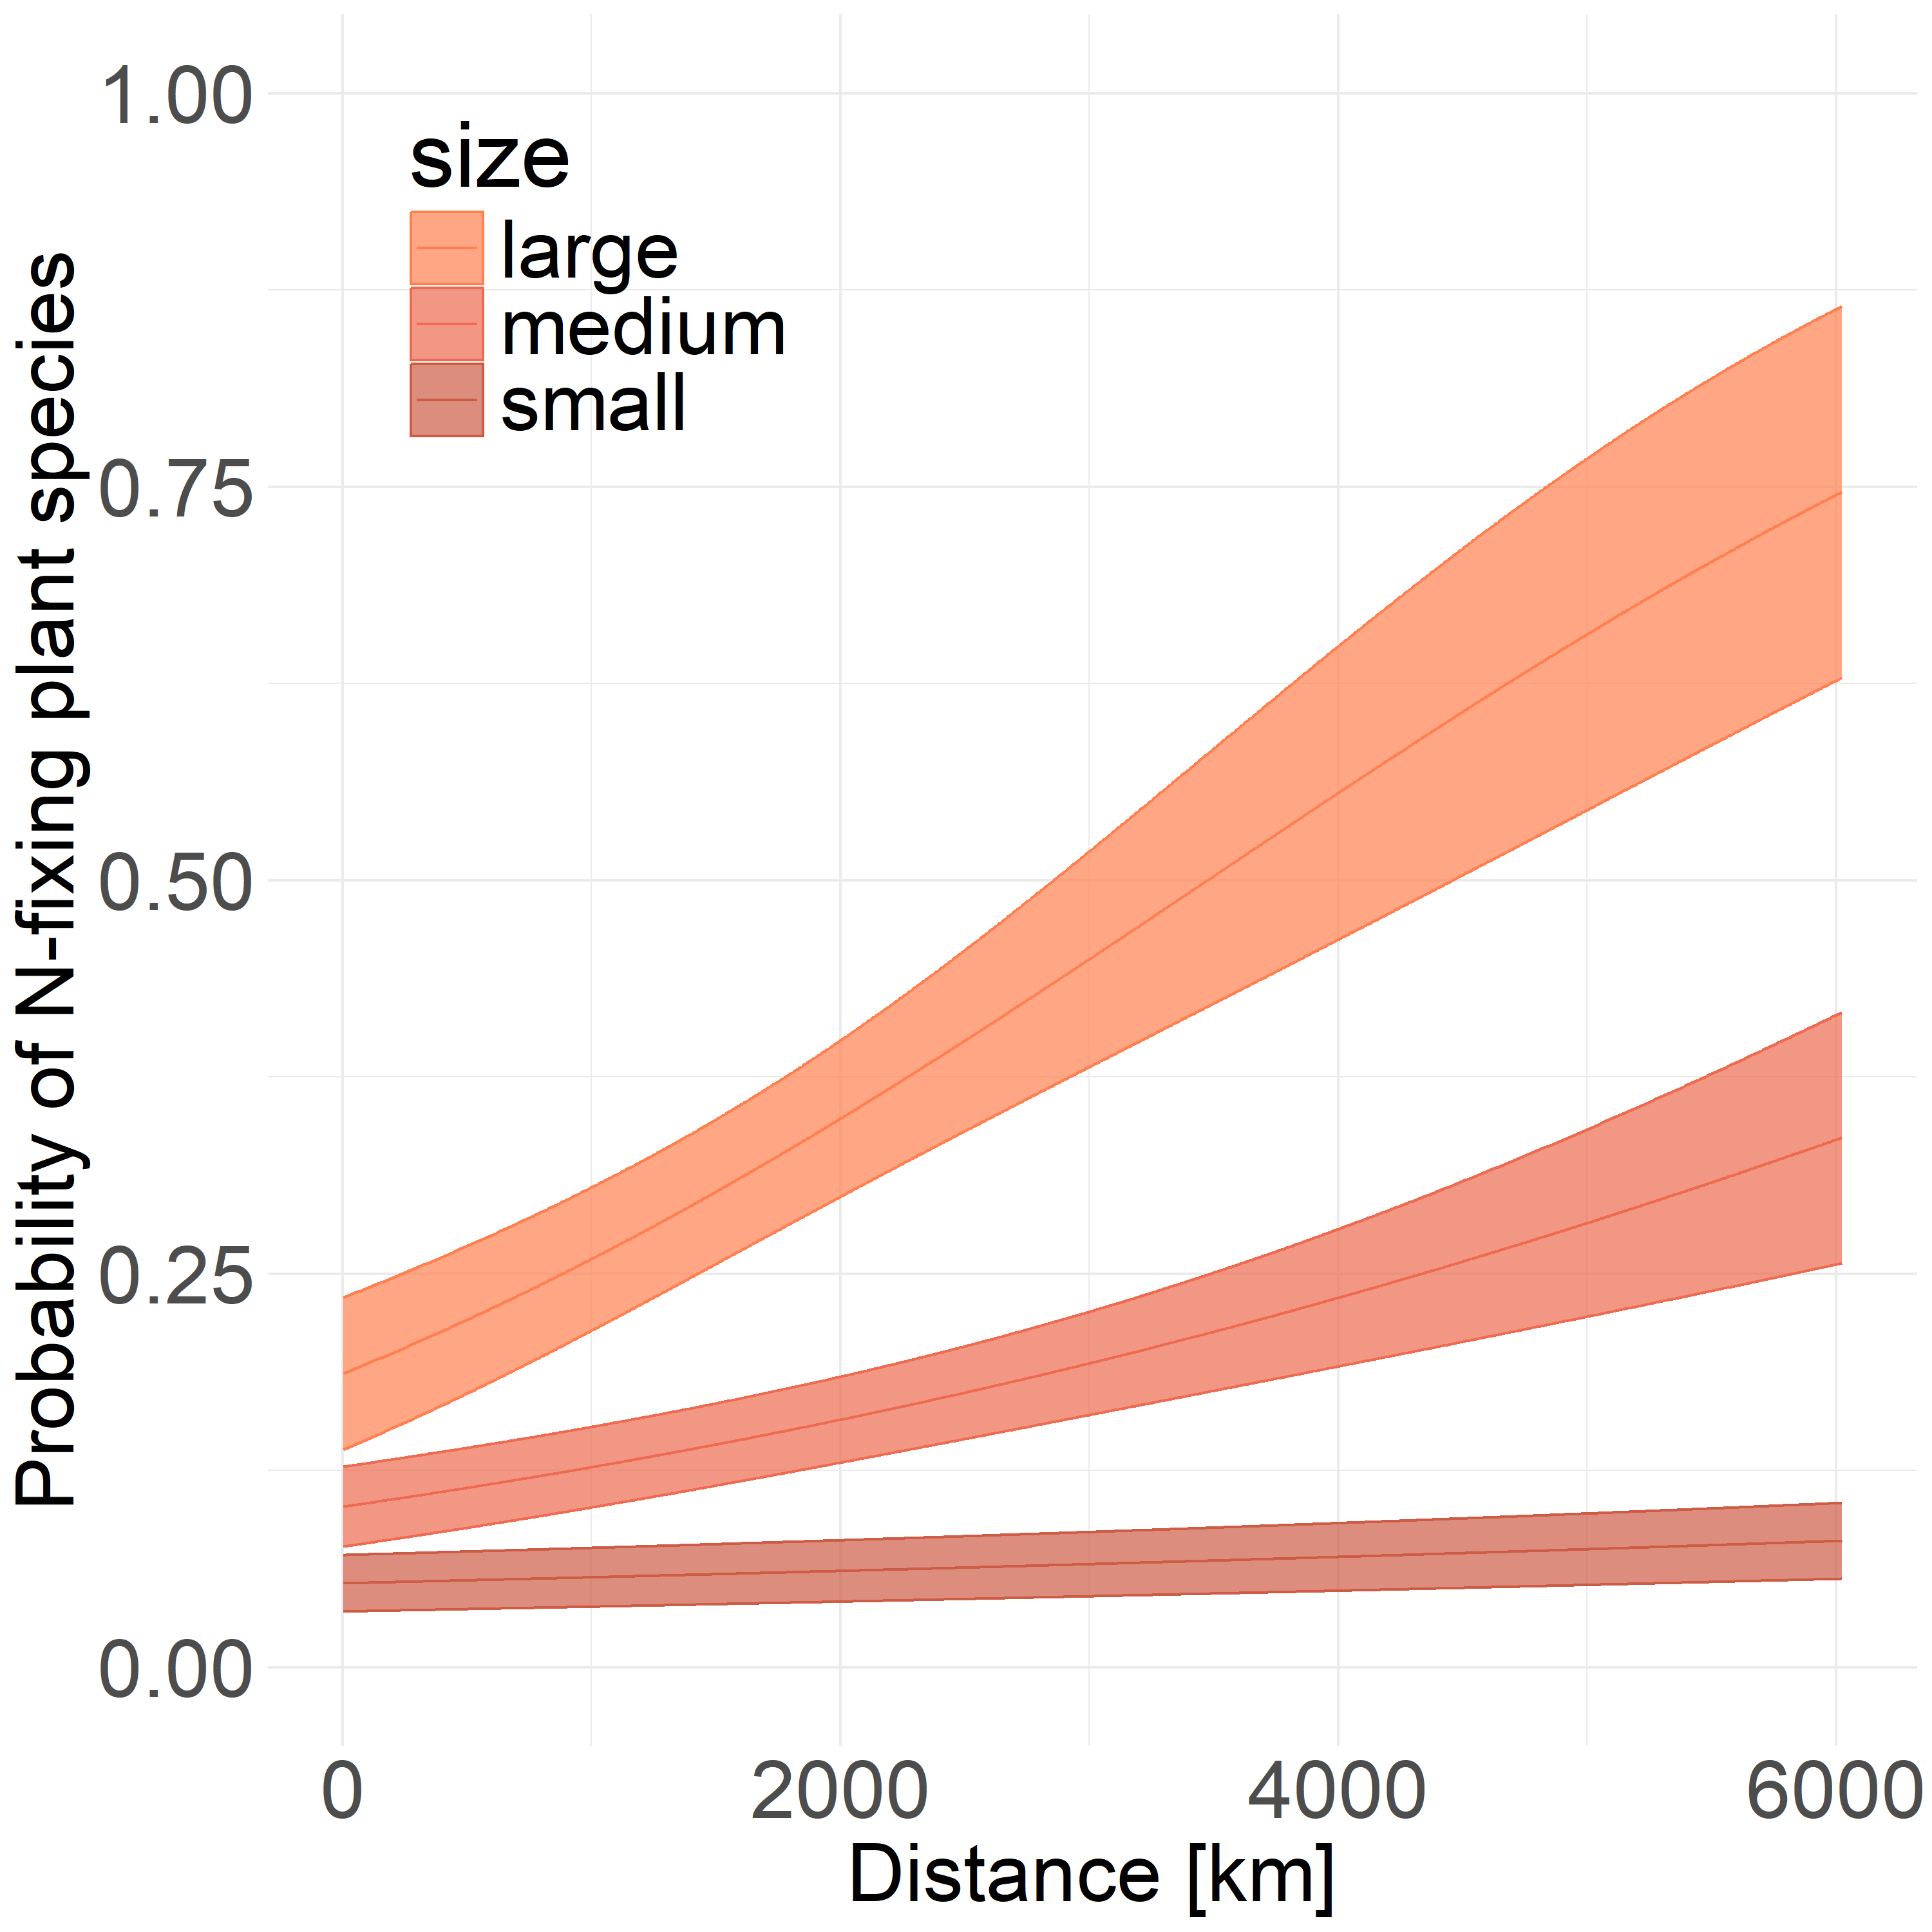 Probability of N-fixing plant species
1.00
0.75
0.50
0.25
0.00
size
large
medium
small
0 2000 4000 6000
Distance [km]